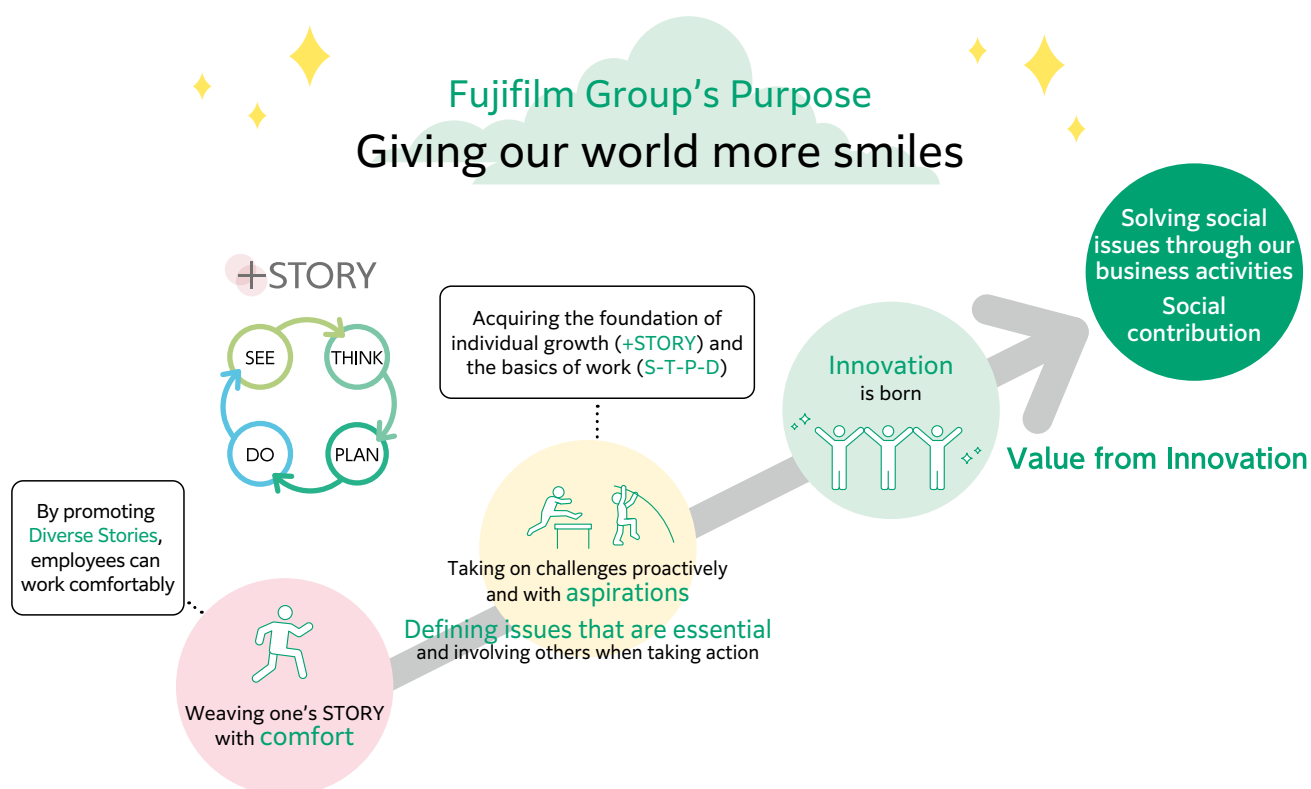 Fujifilm Group's Purpose
Giving our world more smiles
Solving social
issues through our
business activities
Social
contribution
+STORY
SEE
THINK
DO
PLAN
Acquiring the foundation of
individual growth (+STORY) and
the basics of work (S-T-P-D)
Innovation
is born
Value from Innovation
By promoting
Diverse Stories,
employees can
work comfortably
Taking on challenges proactively
and with aspirations
Defining issues that are essential
and involving others when taking action
Weaving one's STORY
with comfort